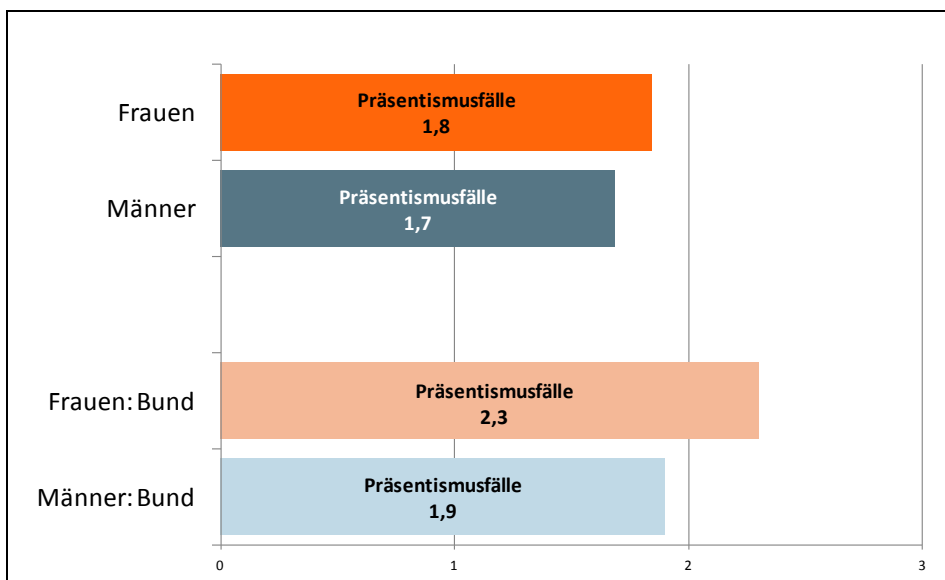 Frauen
Präsentismusfälle
1,8
Männer
Präsentismusfälle
1,7
Frauen: Bund
Präsentismusfälle
2,3
Männer: Bund
Präsentismusfälle
1,9
0 1 2 3